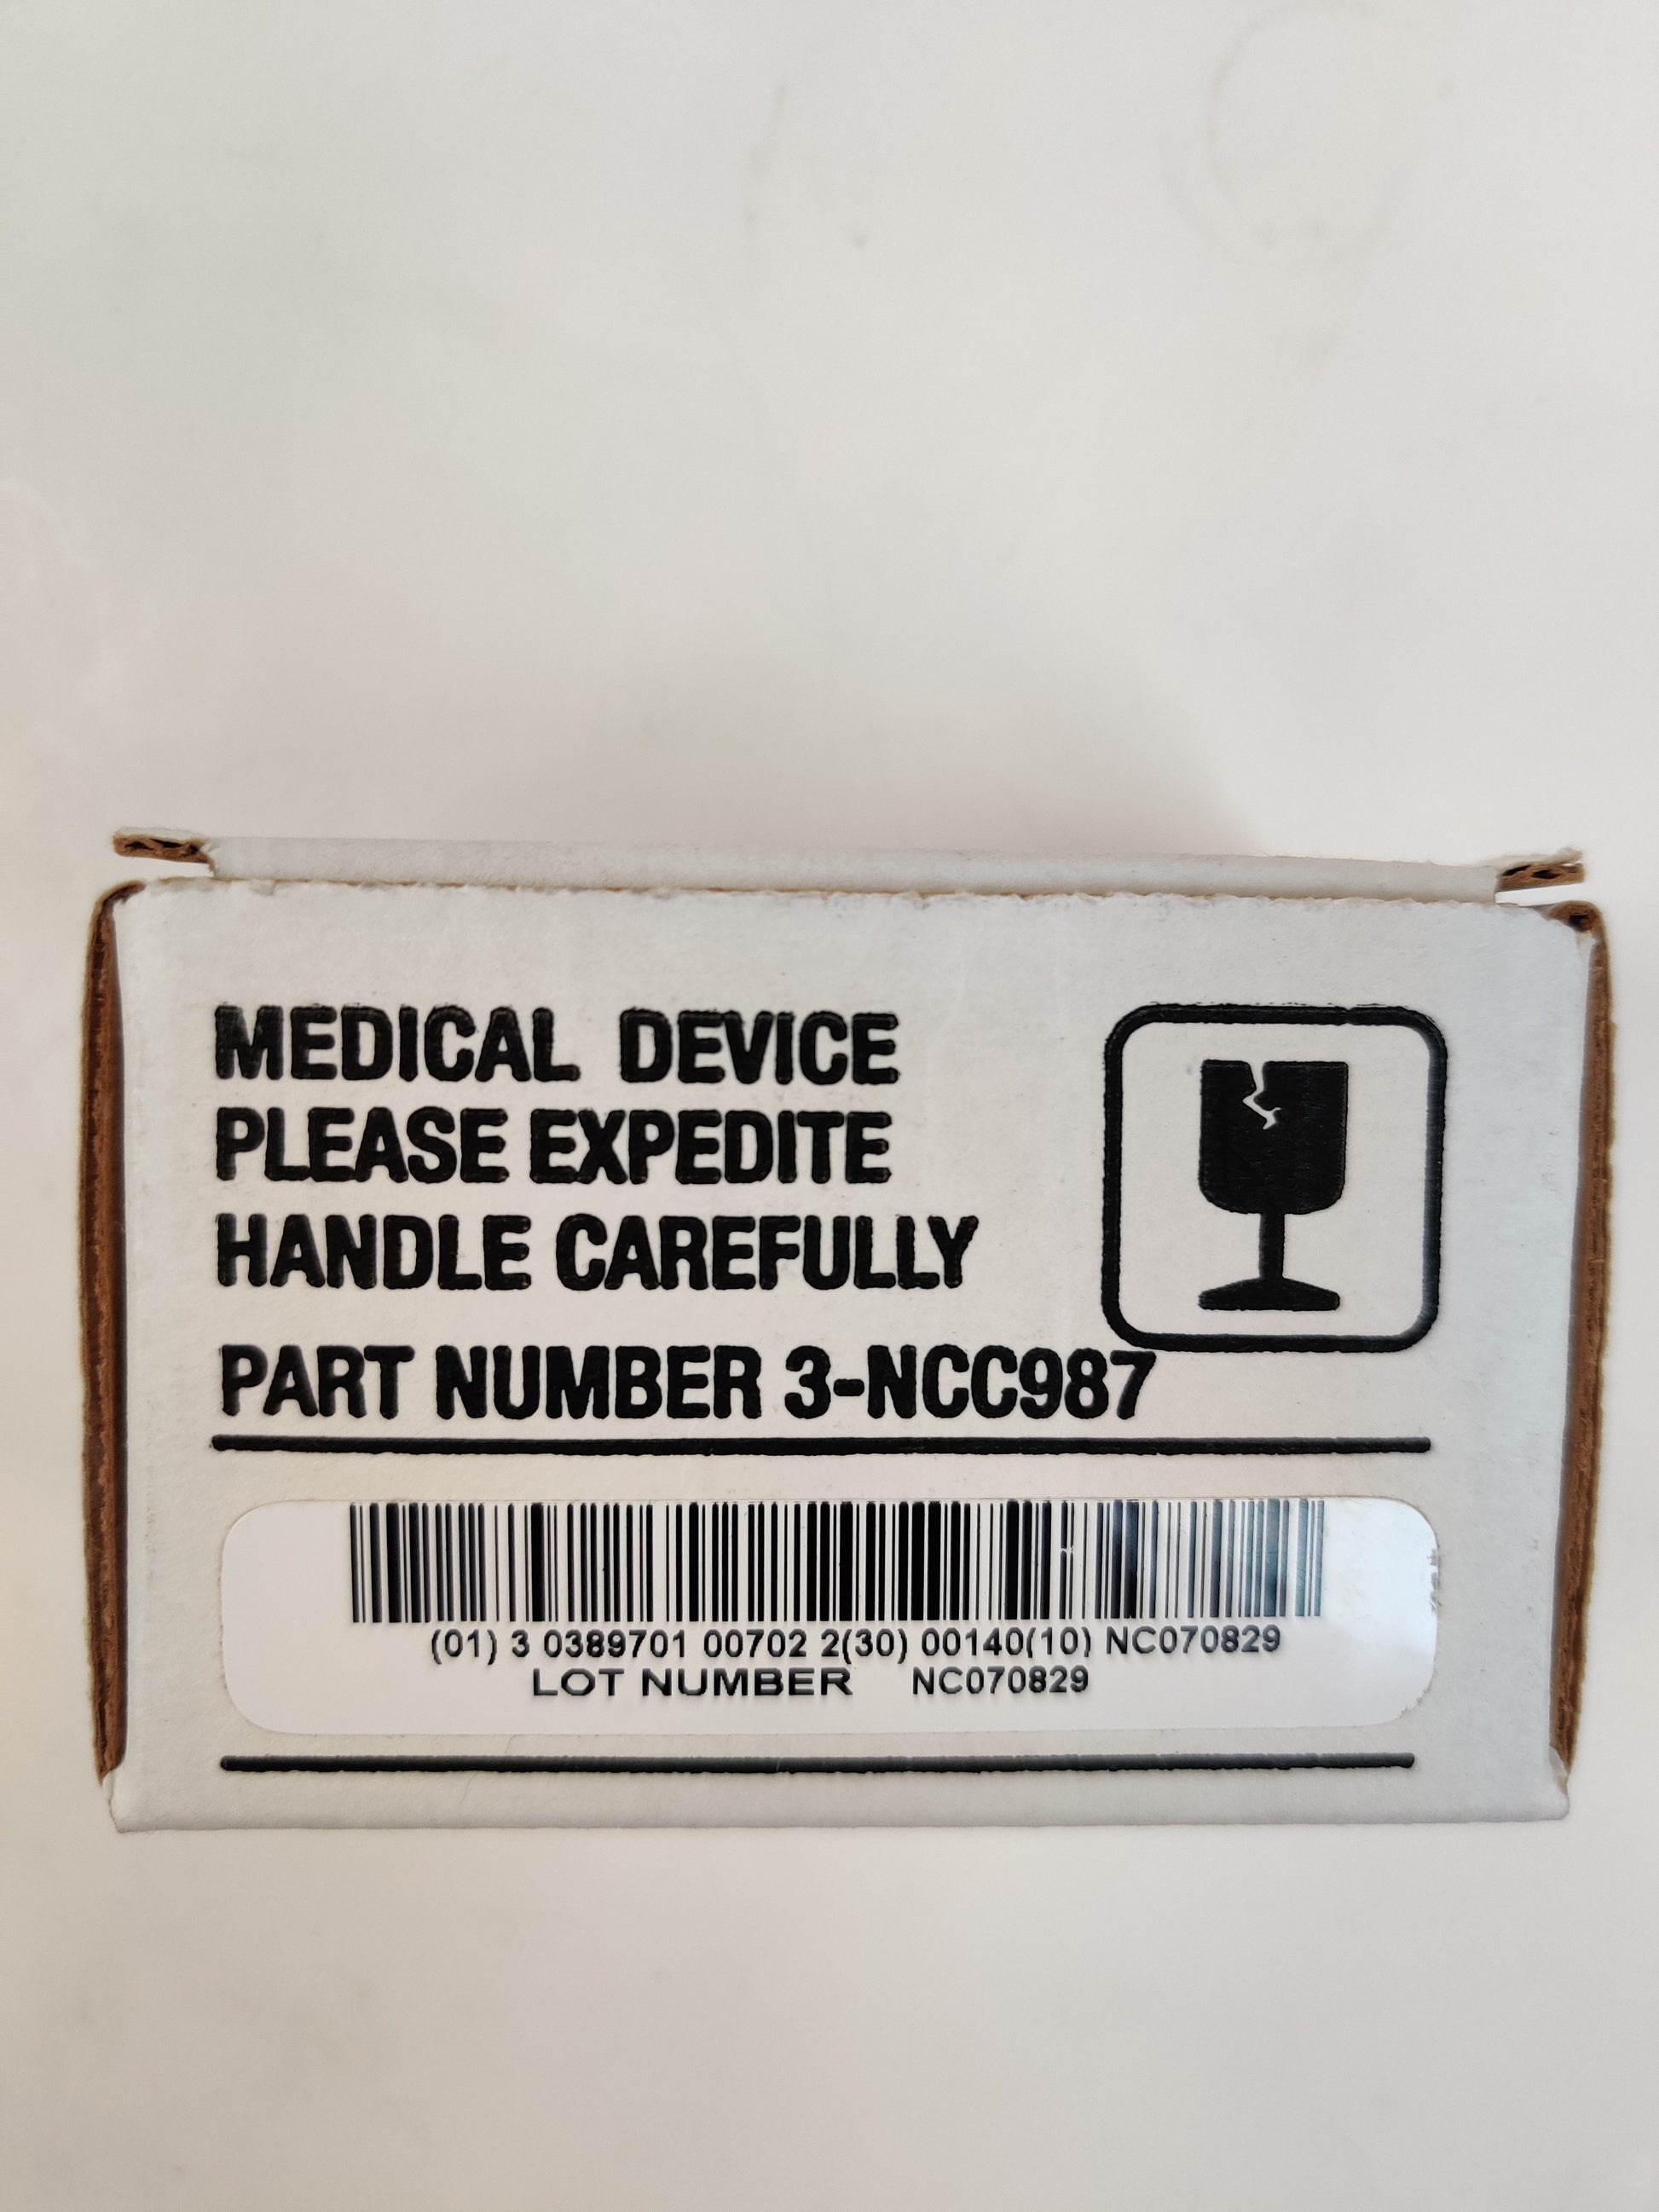 MEDICAL DEVICE
PLEASE EXPEDITE
HANDLE CAREFULLY
PART NUMBER 3-NCC987
(01) 3 0389701 00702 2(30) 00140(10) NC070829
LOT NUMBER NC070829